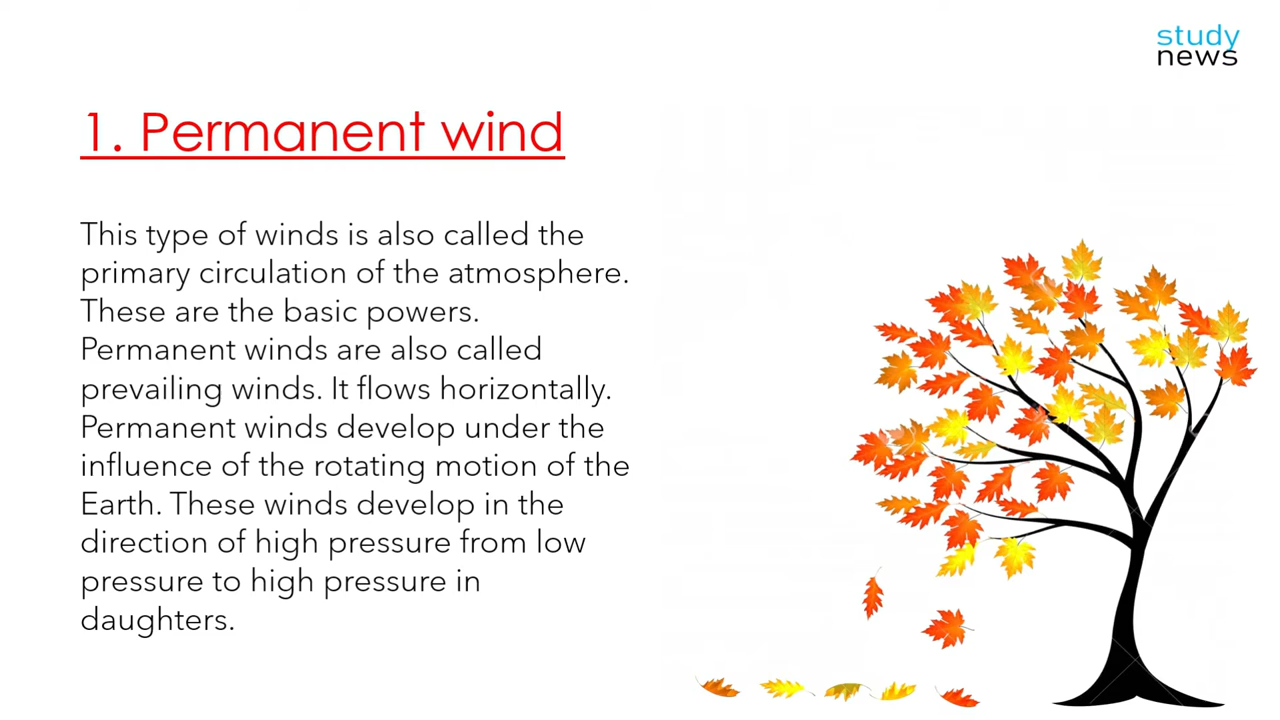 study
news
1. Permanent wind
This type of winds is also called the
primary circulation of the atmosphere.
These are the basic powers.
Permanent winds are also called
prevailing winds. It flows horizontally.
Permanent winds develop under the
influence of the rotating motion of the
Earth. These winds develop in the
direction of high pressure from low
pressure to high pressure in
daughters.